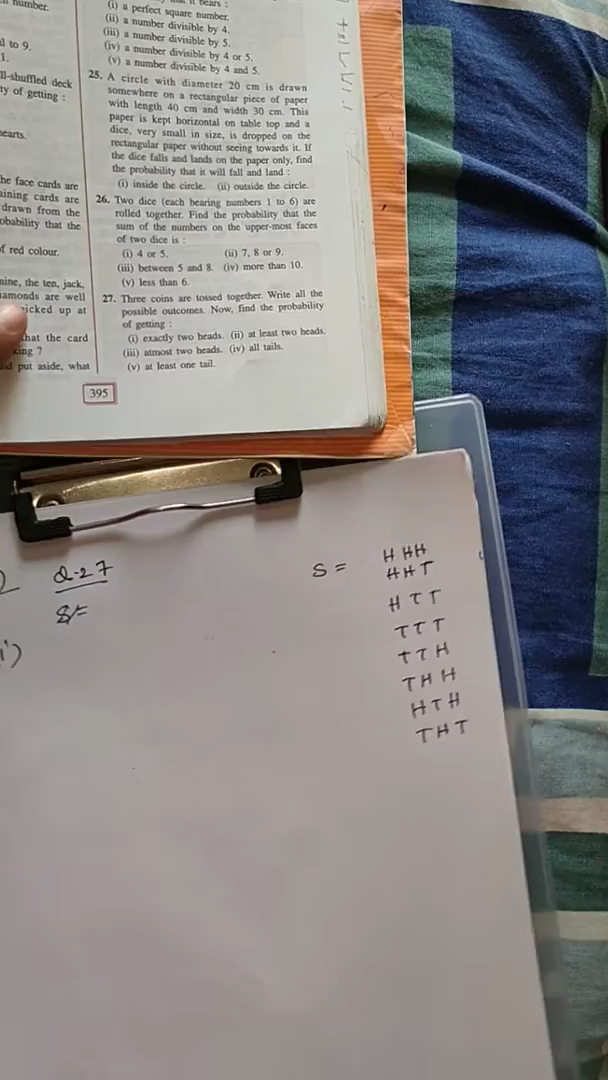 number.
il to 9.
1.
ll-shuffled deck
ty of getting :
hearts.
he face cards are
aining cards are
drawn from the
obability that the
of red colour.
nine, the ten, jack,
iamonds are well
picked up at
hat the card
king ?
nd put aside, what
it bears :
(i) a perfect square number.
(ii) a number divisible by 4.
(iii) a number divisible by 5.
(iv) a number divisible by 4 or 5.
(v) a number divisible by 4 and 5.
25. A circle with diameter 20 cm is drawn
somewhere on a rectangular piece of paper
with length 40 cm and width 30 cm. This
paper is kept horizontal on table top and a
dice, very small in size, is dropped on the
rectangular paper without seeing towards it. If
the dice falls and lands on the paper only, find
the probability that it will fall and land :
(i) inside the circle. (ii) outside the circle.
26. Two dice (each bearing numbers 1 to 6) are
rolled together. Find the probability that the
sum of the numbers on the upper-most faces
of two dice is :
(i) 4 or 5. (ii) 7, 8 or 9.
(iii) between 5 and 8. (iv) more than 10.
(v) less than 6.
27. Three coins are tossed together. Write all the
possible outcomes. Now, find the probability
of getting :
(i) exactly two heads. (ii) at least two heads.
(iii) atmost two heads. (iv) all tails.
(v) at least one tail.
395
Q-27
S=
S = HHH
HHT
HTT
TTT
TTH
THH
HTH
THT